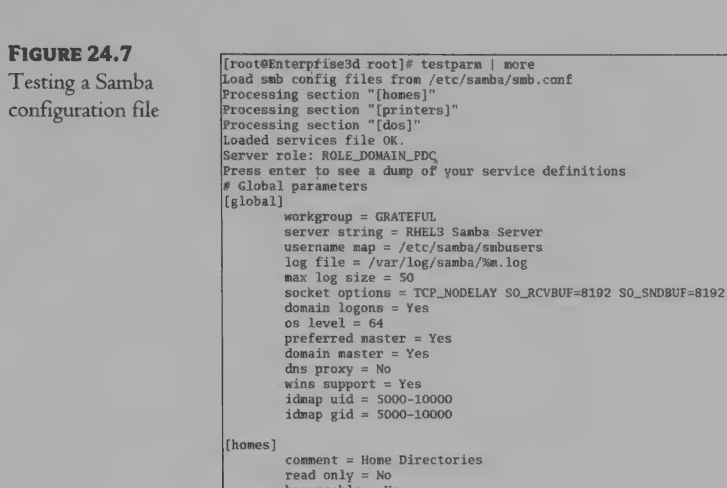 FIGURE 24.7
Testing a Samba
configuration file
[root@Enterprise3d root]# testparm | more
Load smb config files from /etc/samba/smb.conf
Processing section "[homes]"
Processing section "[printers]"
Processing section "[dos]"
Loaded services file OK.
Server role: ROLE_DOMAIN_PDC
Press enter to see a dump of your service definitions
# Global parameters
[global]
workgroup = GRATEFUL
server string = RHEL3 Samba Server
username map = /etc/samba/smbusers
log file = /var/log/samba/%m.log
max log size = 50
socket options = TCP_NODELAY SO_RCVBUF=8192 SO_SNDBUF=8192
domain logons = Yes
os level = 64
preferred master = Yes
domain master = Yes
dns proxy = No
wins support = Yes
idmap uid = 5000-10000
idmap gid = 5000-10000
[homes]
comment = Home Directories
read only = No